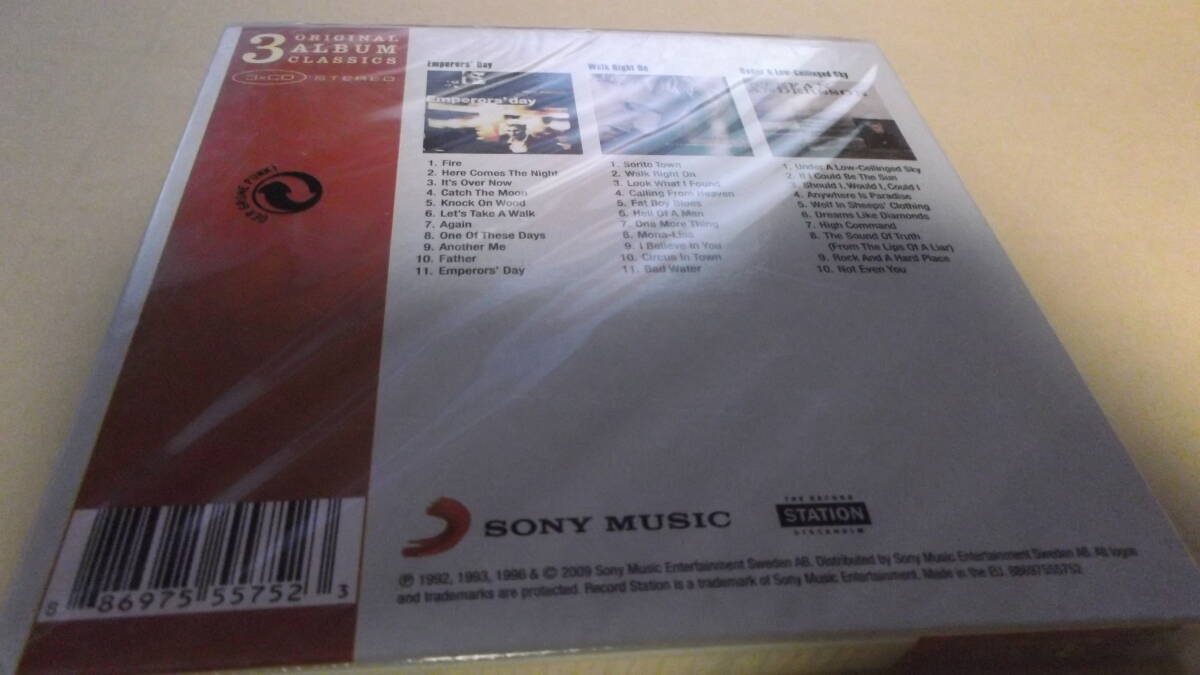 3 ORIGINAL
ALBUM
CLASSICS
3×CD STEREO
DER GRÜNE PUNKT
Emperors' Day
Emperors'day
1. Fire
2. Here Comes The Night
3. It's Over Now
4. Catch The Moon
5. Knock On Wood
6. Let's Take A Walk
7. Again
8. One Of These Days
9. Another Me
10. Father
11. Emperors' Day
Walk Right On
1. Sorito Town
2. Walk Right On
3. Look What I Found
4. Calling From Heaven
5. Fat Boy Blues
6. Hell Of A Man
7. One More Thing
8. Mona-Lisa
9. I Believe In You
10. Circus In Town
11. Bad Water
Under A Low-Ceilinged Sky
1. Under A Low-Ceilinged Sky
2. If I Could Be The Sun
3. Should I, Would I, Could I
4. Anywhere Is Paradise
5. Wolf In Sheeps' Clothing
6. Dreams Like Diamonds
7. High Command
8. The Sound Of Truth
(From The Lips Of A Liar)
9. Rock And A Hard Place
10. Not Even You
SONY MUSIC
THE RECORD
STATION
STOCKHOLM
℗ 1992, 1993, 1996 & © 2009 Sony Music Entertainment Sweden AB. Distributed by Sony Music Entertainment Sweden AB. All logos
and trademarks are protected. Record Station is a trademark of Sony Music Entertainment. Made in the EU. 88697555752
8 86975 55752 3